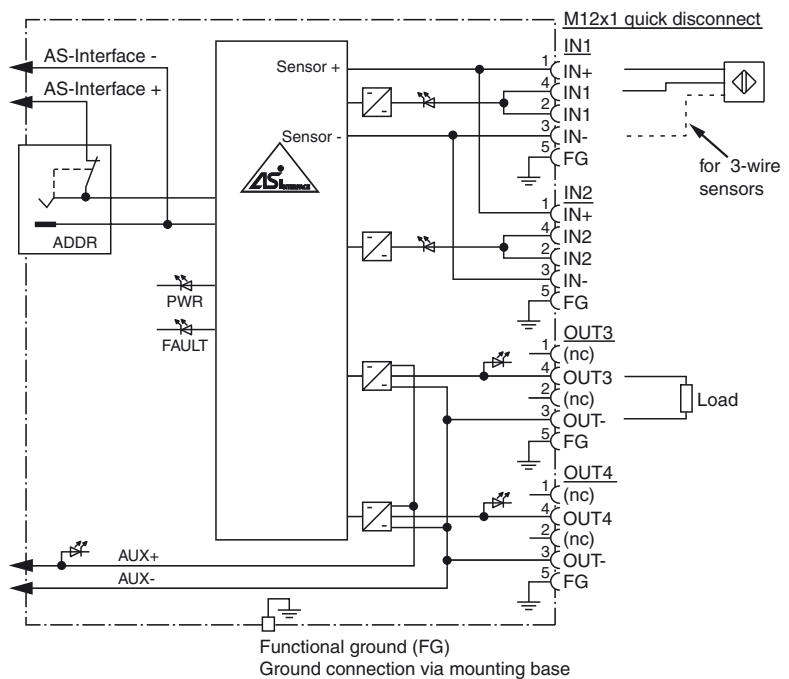 M12x1 quick disconnect
AS-Interface -
AS-Interface +
ADDR
PWR
FAULT
Sensor +
Sensor -
ASi
INTERFACE
IN1
1 IN+
4 IN1
2 IN1
3 IN-
5 FG
for 3-wire
sensors
IN2
1 IN+
4 IN2
2 IN2
3 IN-
5 FG
OUT3
1 (nc)
4 OUT3
2 (nc)
3 OUT-
5 FG
Load
OUT4
1 (nc)
4 OUT4
2 (nc)
3 OUT-
5 FG
AUX+
AUX-
Functional ground (FG)
Ground connection via mounting base